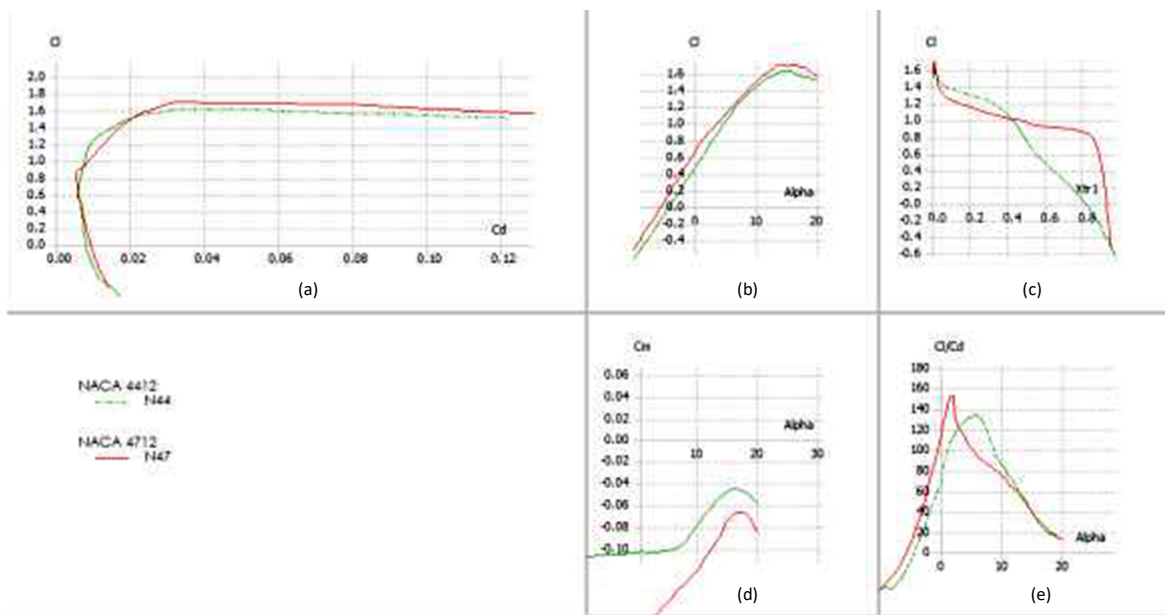 Cl
2.0
1.8
1.6
1.4
1.2
1.0
0.8
0.6
0.4
0.2
0.0
Cd
0.00 0.02 0.04 0.06 0.08 0.10 0.12
(a)
Cl
1.6
1.4
1.2
1.0
0.8
0.6
0.4
0.2
-0.0
-0.2
-0.4
Alpha
0 10 20
(b)
Cl
1.6
1.4
1.2
1.0
0.8
0.6
0.4
0.2
-0.0
-0.2
-0.4
-0.6
Xtr1
0.0 0.2 0.4 0.6 0.8
(c)
NACA 4412
N44
NACA 4712
N47
Cm
0.06
0.04
0.02
0.00
-0.02
-0.04
-0.06
-0.08
-0.10
Alpha
10 20 30
(d)
Cl/Cd
180
160
140
120
100
80
60
40
20
0
Alpha
0 10 20
(e)